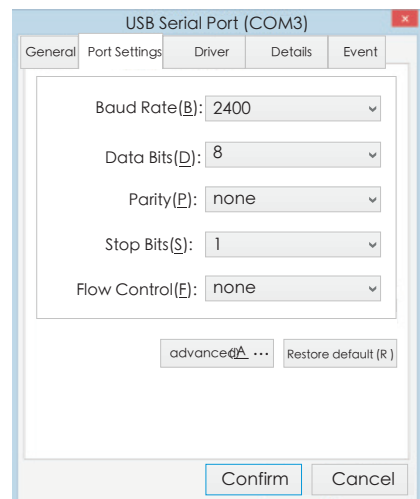 USB Serial Port (COM3)
×
General Port Settings Driver Details Event
Baud Rate(B): 2400
Data Bits(D): 8
Parity(P): none
Stop Bits(S): 1
Flow Control(F): none
advanced(A) ... Restore default (R )
Confirm Cancel